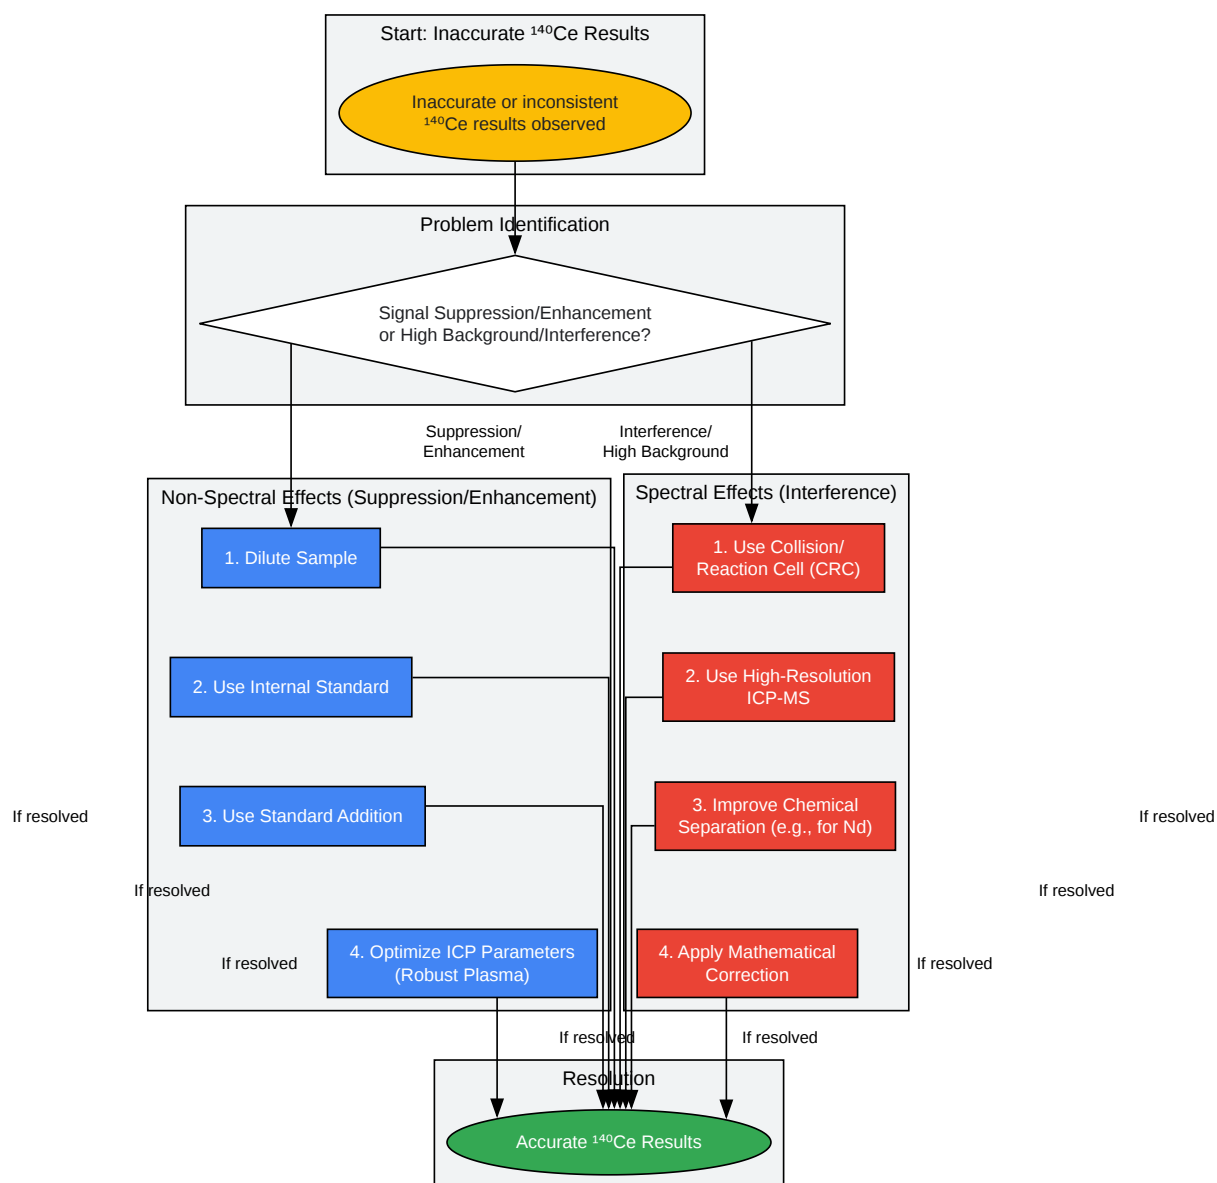 Start: Inaccurate ¹⁴⁰Ce Results
Inaccurate or inconsistent
¹⁴⁰Ce results observed
Problem Identification
Signal Suppression/Enhancement
or High Background/Interference?
Suppression/
Enhancement
Interference/
High Background
Non-Spectral Effects (Suppression/Enhancement)
Spectral Effects (Interference)
1. Dilute Sample
1. Use Collision/
Reaction Cell (CRC)
2. Use Internal Standard
2. Use High-Resolution
ICP-MS
3. Use Standard Addition
3. Improve Chemical
Separation (e.g., for Nd)
If resolved
If resolved
If resolved
If resolved
4. Optimize ICP Parameters
(Robust Plasma)
4. Apply Mathematical
Correction
If resolved
If resolved
If resolved
If resolved
Resolution
Accurate ¹⁴⁰Ce Results